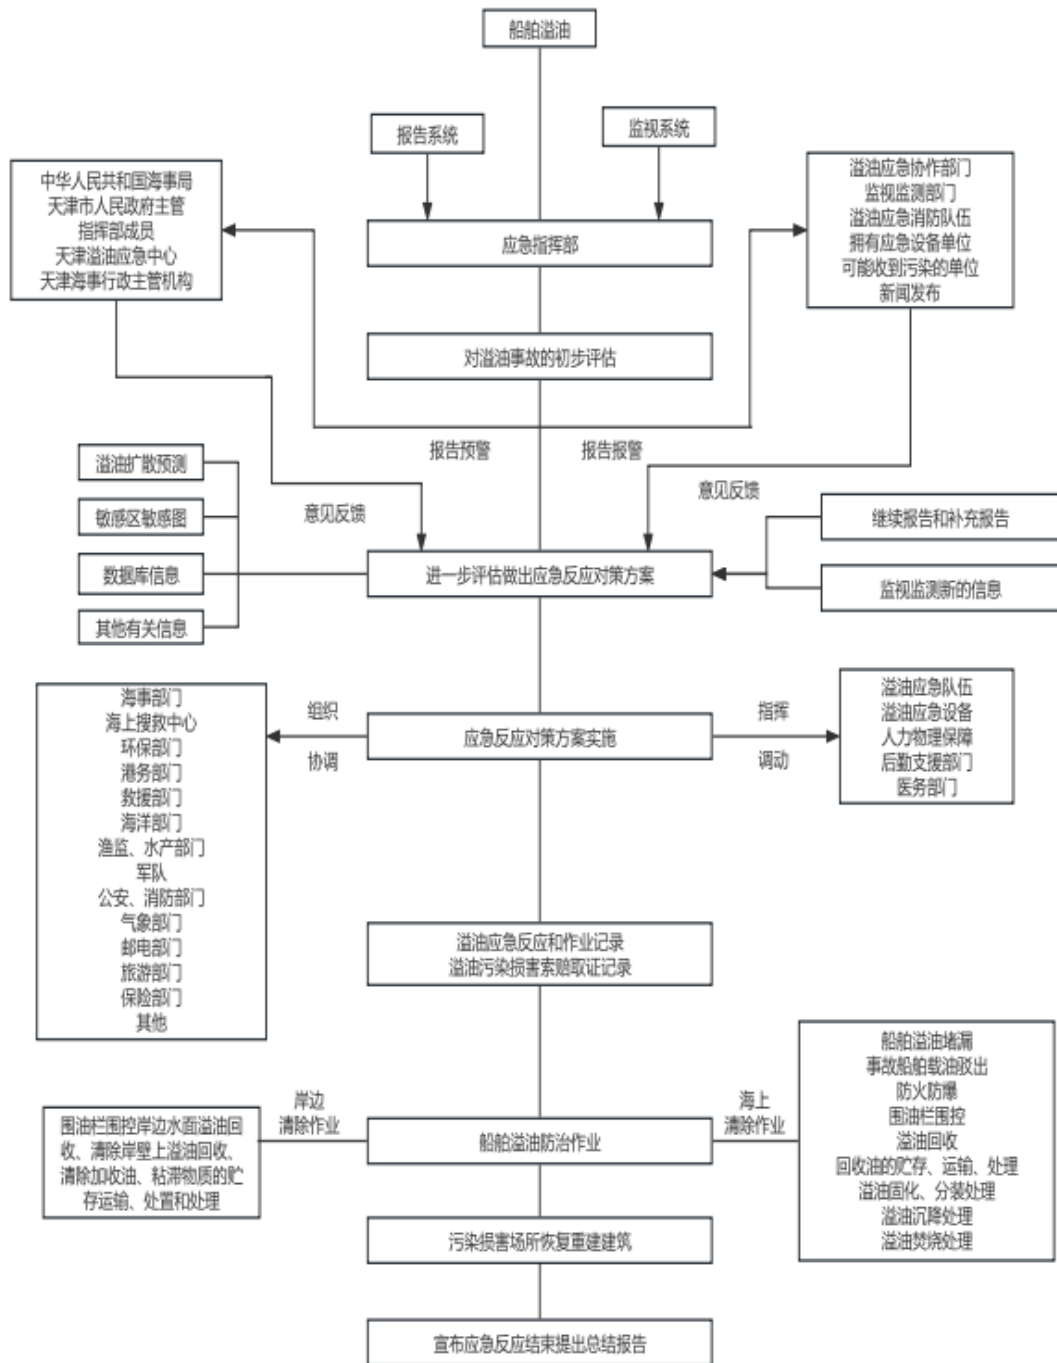 船舶溢油
报告系统
监视系统
中华人民共和国海事局
天津市人民政府主管
指挥部成员
天津溢油应急中心
天津海事行政主管机构
应急指挥部
溢油应急协作部门
监视监测部门
溢油应急消防队伍
拥有应急设备单位
可能收到污染的单位
新闻发布
对溢油事故的初步评估
报告预警
报告报警
溢油扩散预测
敏感区敏感图
数据库信息
其他有关信息
意见反馈
意见反馈
继续报告和补充报告
监视监测新的信息
进一步评估做出应急反应对策方案
海事部门
海上搜救中心
环保部门
港务部门
救援部门
海洋部门
渔监、水产部门
军队
公安、消防部门
气象部门
邮电部门
旅游部门
保险部门
其他
组织
协调
应急反应对策方案实施
指挥
调动
溢油应急队伍
溢油应急设备
人力物理保障
后勤支援部门
医务部门
溢油应急反应和作业记录
溢油污染损害索赔取证记录
围油栏围控岸边水面溢油回
收、清除岸壁上溢油回收、
清除加收油、粘滞物质的贮
存运输、处置和处理
岸边
清除作业
船舶溢油防治作业
海上
清除作业
船舶溢油堵漏
事故船舶载油驳出
防火防爆
围油栏围控
溢油回收
回收油的贮存、运输、处理
溢油固化、分装处理
溢油沉降处理
溢油焚烧处理
污染损害场所恢复重建建筑
宣布应急反应结束提出总结报告